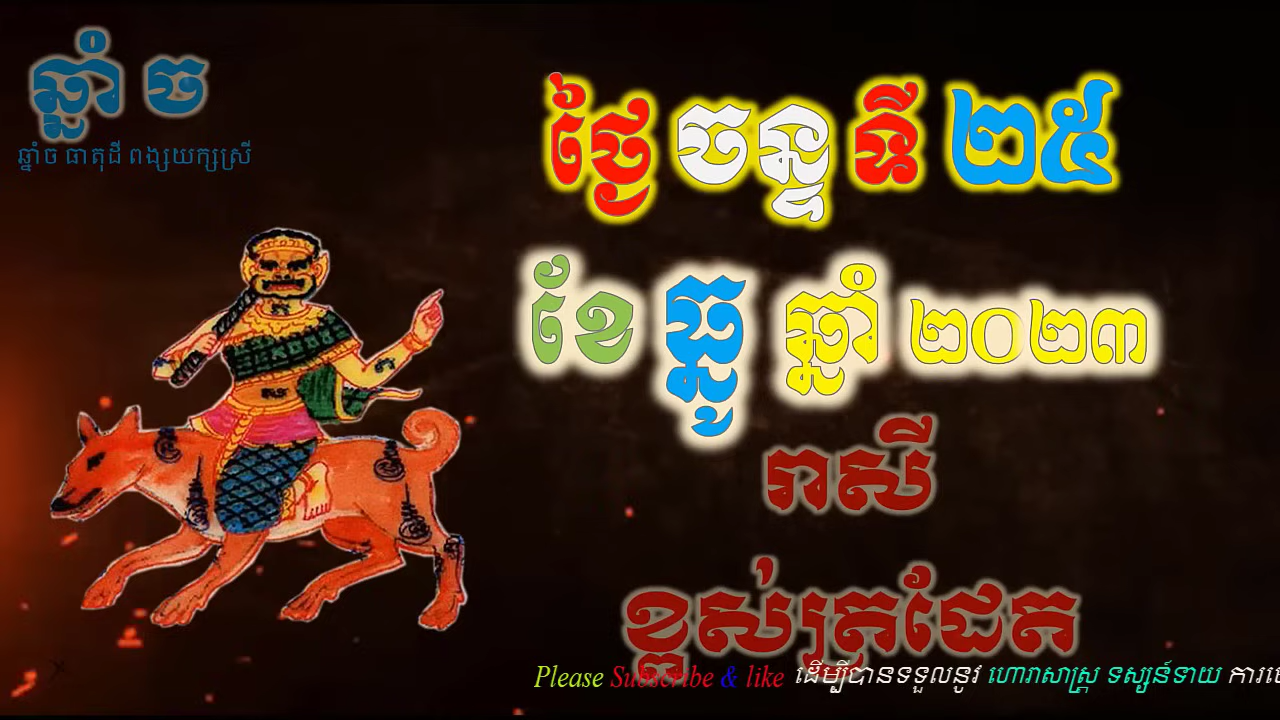 ឆ្នាំ ច
ឆ្នាំច ធាតុដី ពង្សយក្សស្រី
ថ្ងៃ ចន្ទ ទី ២៥
ខែ ធ្នូ ឆ្នាំ ២០២៣
រាសី
ខ្ពស់ត្រដែត
Please Subscribe & like ដើម្បីបានទទួលនូវ ហោរាសាស្ត្រ ទស្សន៍ទាយ